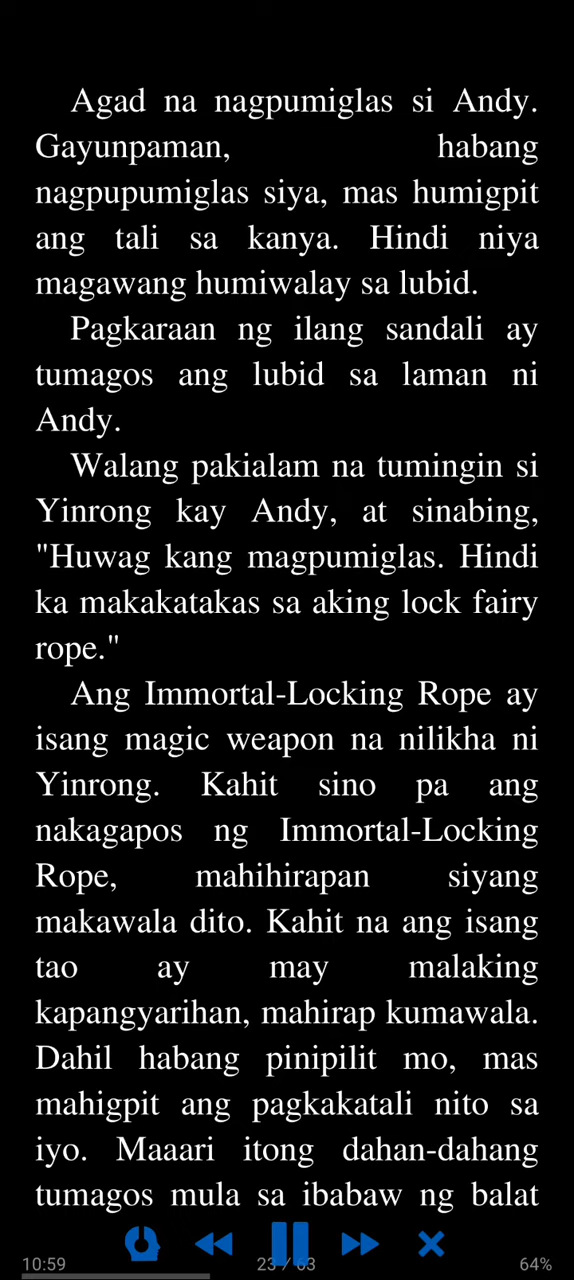 Agad na nagpumiglas si Andy.
Gayunpaman, habang
nagpupumiglas siya, mas humigpit
ang tali sa kanya. Hindi niya
magawang humiwalay sa lubid.
Pagkaraan ng ilang sandali ay
tumagos ang lubid sa laman ni
Andy.
Walang pakialam na tumingin si
Yinrong kay Andy, at sinabing,
"Huwag kang magpumiglas. Hindi
ka makakatakas sa aking lock fairy
rope."
Ang Immortal-Locking Rope ay
isang magic weapon na nilikha ni
Yinrong. Kahit sino pa ang
nakagapos ng Immortal-Locking
Rope, mahihirapan siyang
makawala dito. Kahit na ang isang
tao ay may malaking
kapangyarihan, mahirap kumawala.
Dahil habang pinipilit mo, mas
mahigpit ang pagkakatali nito sa
iyo. Maaari itong dahan-dahang
tumagos mula sa ibabaw ng balat
10:59 23 / 63 64%